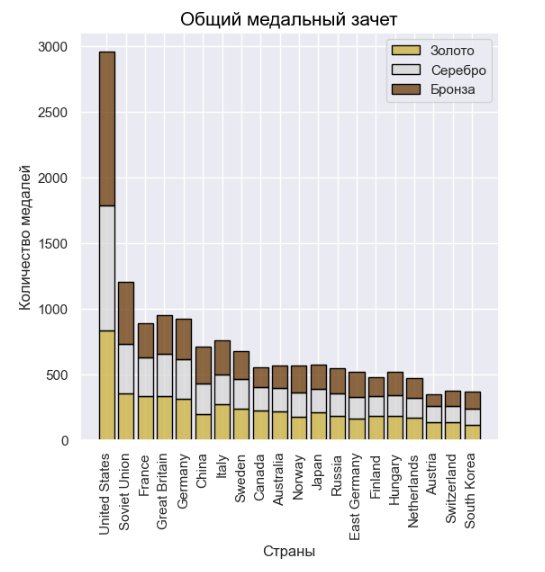 Общий медальный зачет
Золото
Серебро
Бронза
Количество медалей
3000
2500
2000
1500
1000
500
0
United States
Soviet Union
France
Great Britain
Germany
China
Italy
Sweden
Canada
Australia
Norway
Japan
Russia
East Germany
Finland
Hungary
Netherlands
Austria
Switzerland
South Korea
Страны